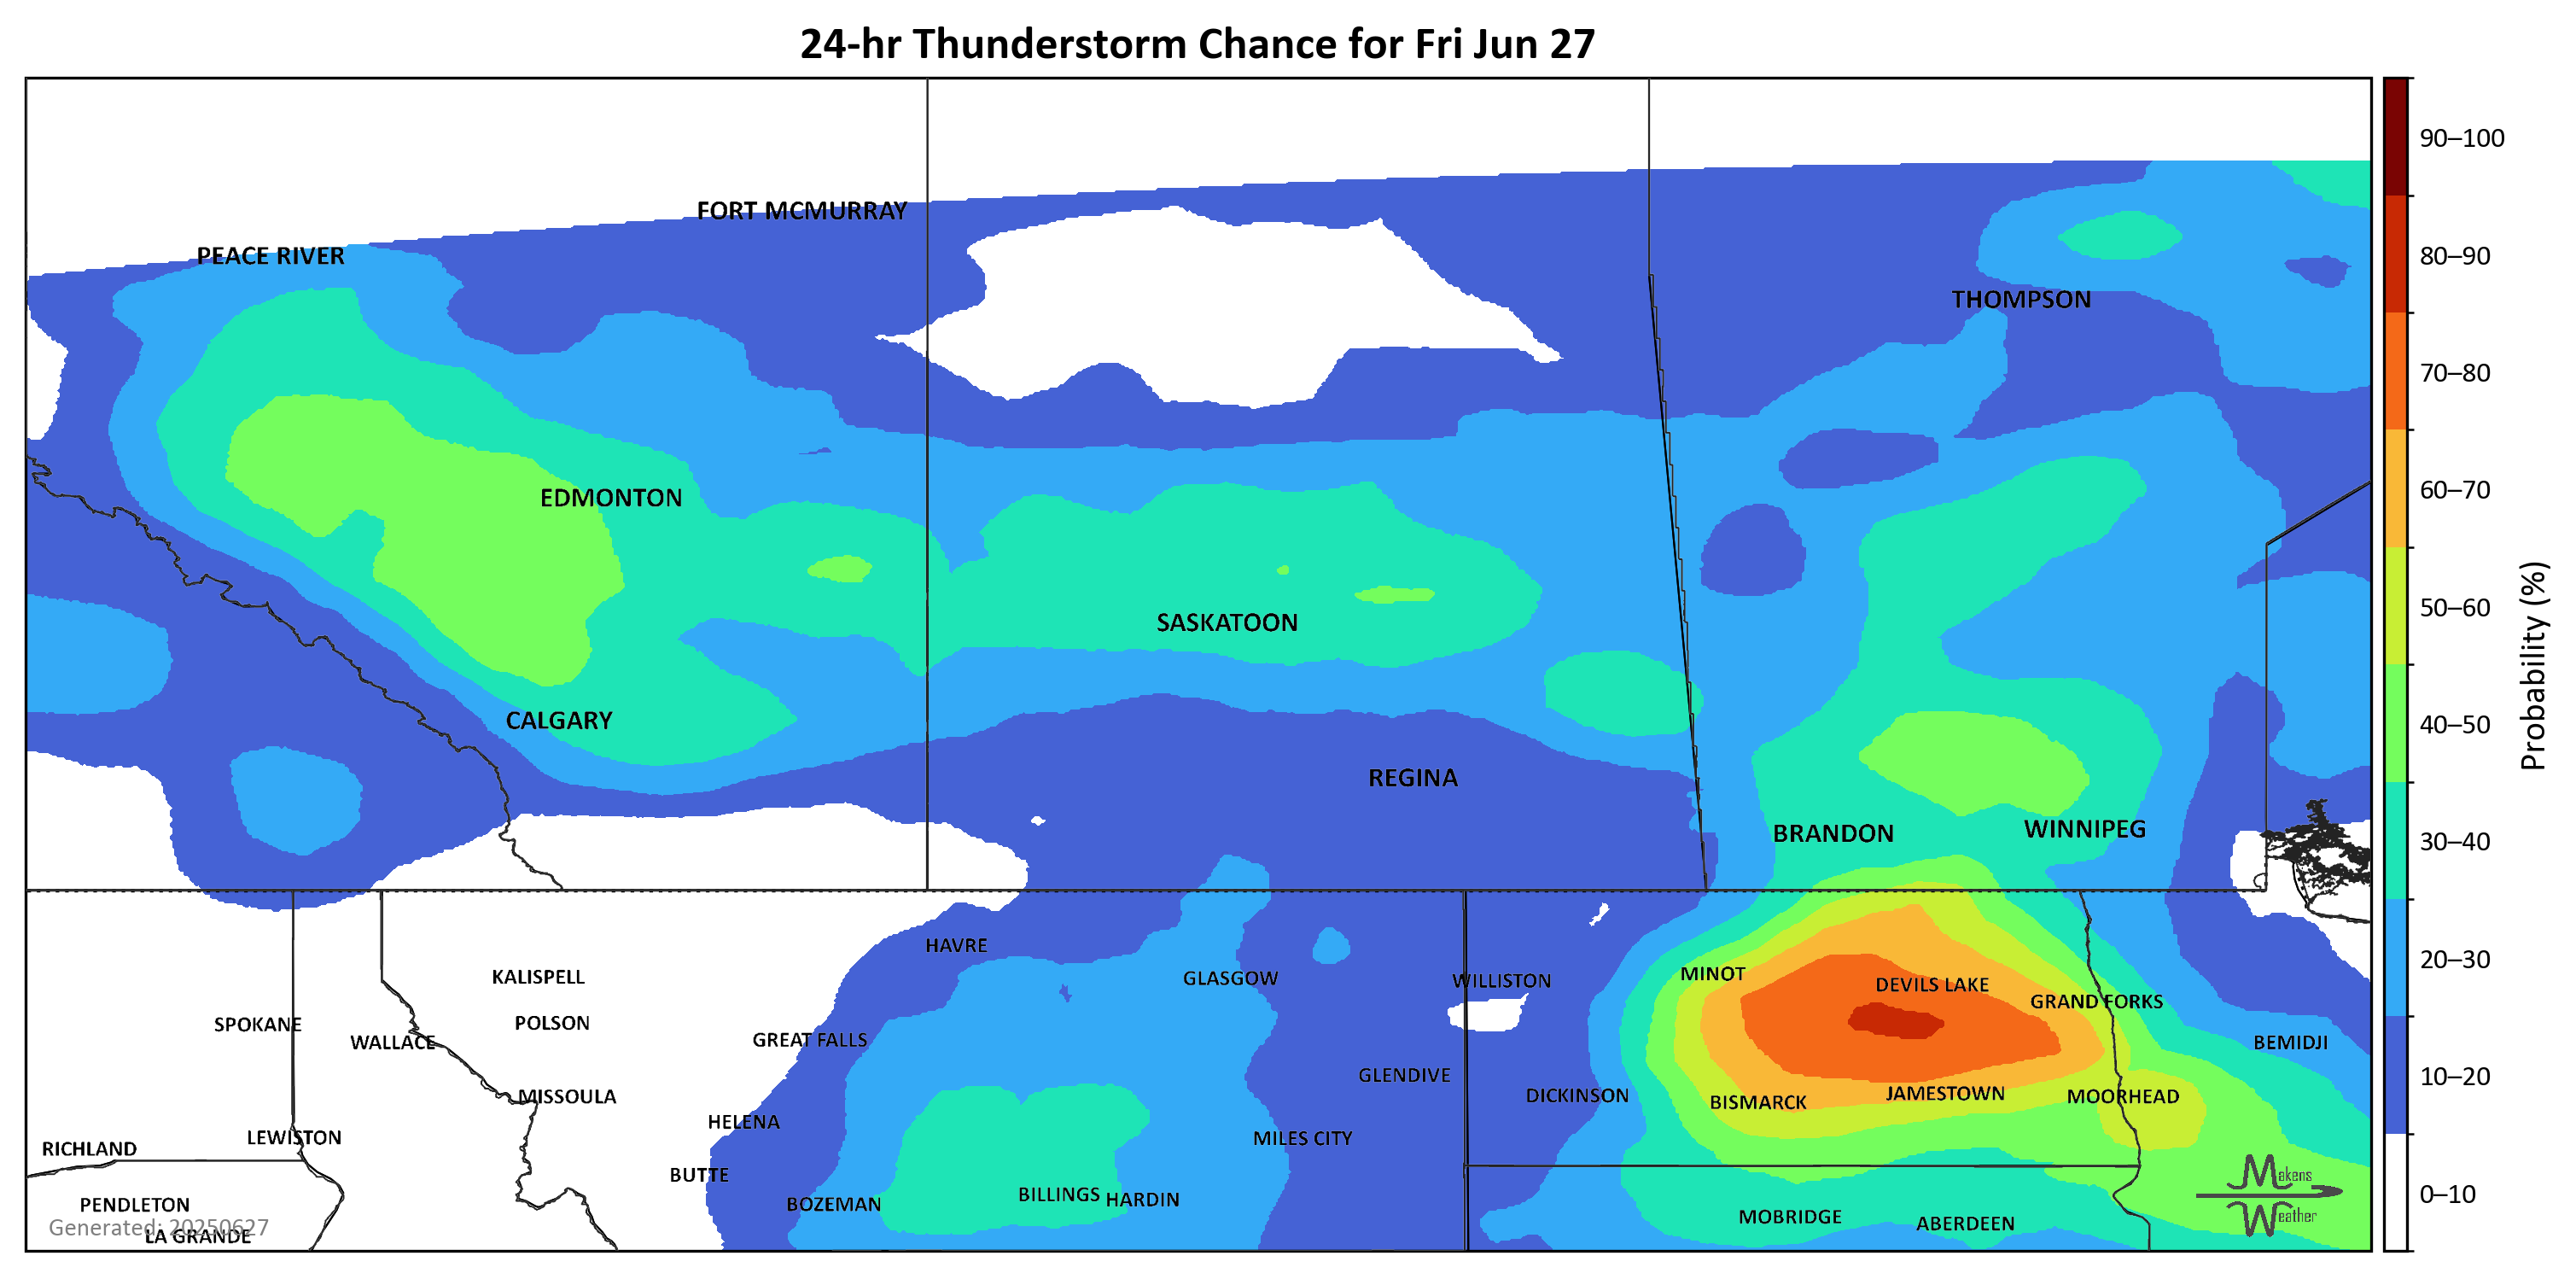 24-hr Thunderstorm Chance for Fri Jun 27
90–100
FORT MCMURRAY
PEACE RIVER
80–90
THOMPSON
70–80
60–70
EDMONTON
50–60
SASKATOON
Probability (%)
CALGARY
40–50
REGINA
BRANDON
WINNIPEG
30–40
HAVRE
20–30
KALISPELL
GLASGOW
WILLISTON
MINOT
DEVILS LAKE
GRAND FORKS
SPOKANE
POLSON
WALLACE
GREAT FALLS
BEMIDJI
GLENDIVE
10–20
MISSOULA
DICKINSON
BISMARCK
JAMESTOWN
MOORHEAD
HELENA
LEWISTON
MILES CITY
RICHLAND
BUTTE
Makens
0–10
PENDLETON
BOZEMAN
BILLINGS
HARDIN
MOBRIDGE
ABERDEEN
Weather
Generated: 20250627
LA GRANDE